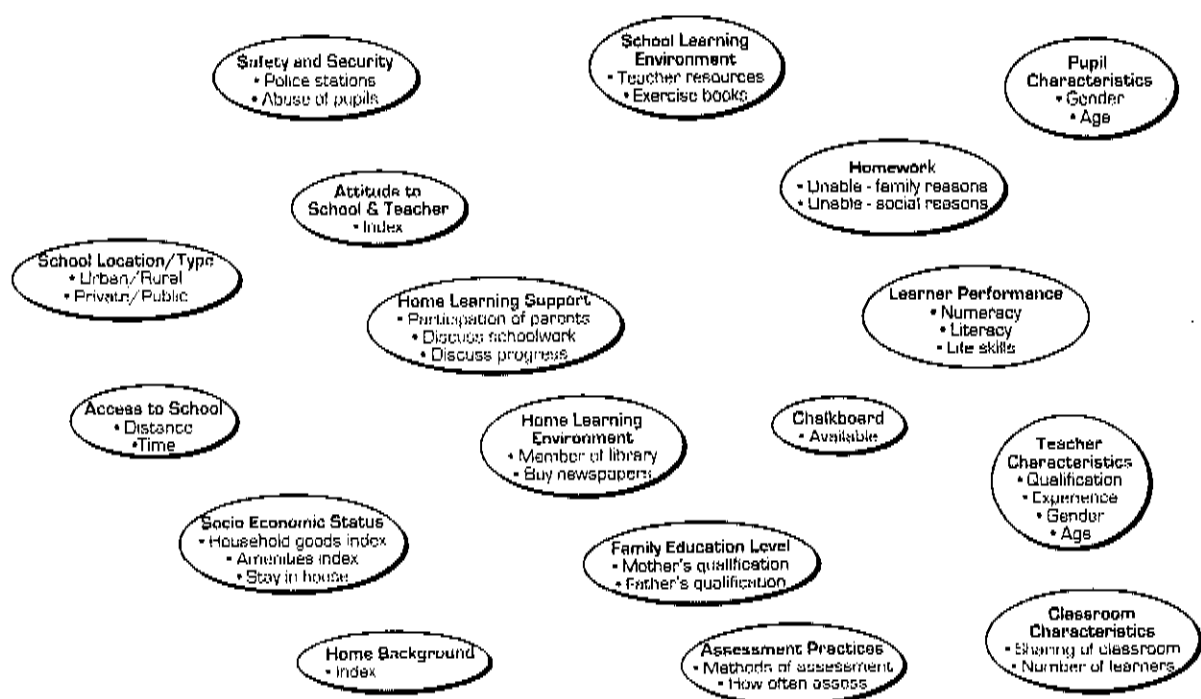 Safety and Security
• Police stations
• Abuse of pupils
School Learning
Environment
• Teacher resources
• Exercise books
Pupil
Characteristics
• Gender
• Age
Attitude to
School & Teacher
• Index
Homework
• Unable - family reasons
• Unable - social reasons
School Location/Type
• Urban/Rural
• Private/Public
Home Learning Support
• Participation of parents
• Discuss schoolwork
• Discuss progress
Learner Performance
• Numeracy
• Literacy
• Life skills
Access to School
• Distance
• Time
Home Learning
Environment
• Member of library
• Buy newspapers
Chalkboard
• Available
Teacher
Characteristics
• Qualification
• Experience
• Gender
• Age
Socio Economic Status
• Household goods index
• Amenities index
• Stay in house
Family Education Level
• Mother's qualification
• Father's qualification
Home Background
• Index
Assessment Practices
• Methods of assessment
• How often assess
Classroom
Characteristics
• Sharing of classroom
• Number of learners